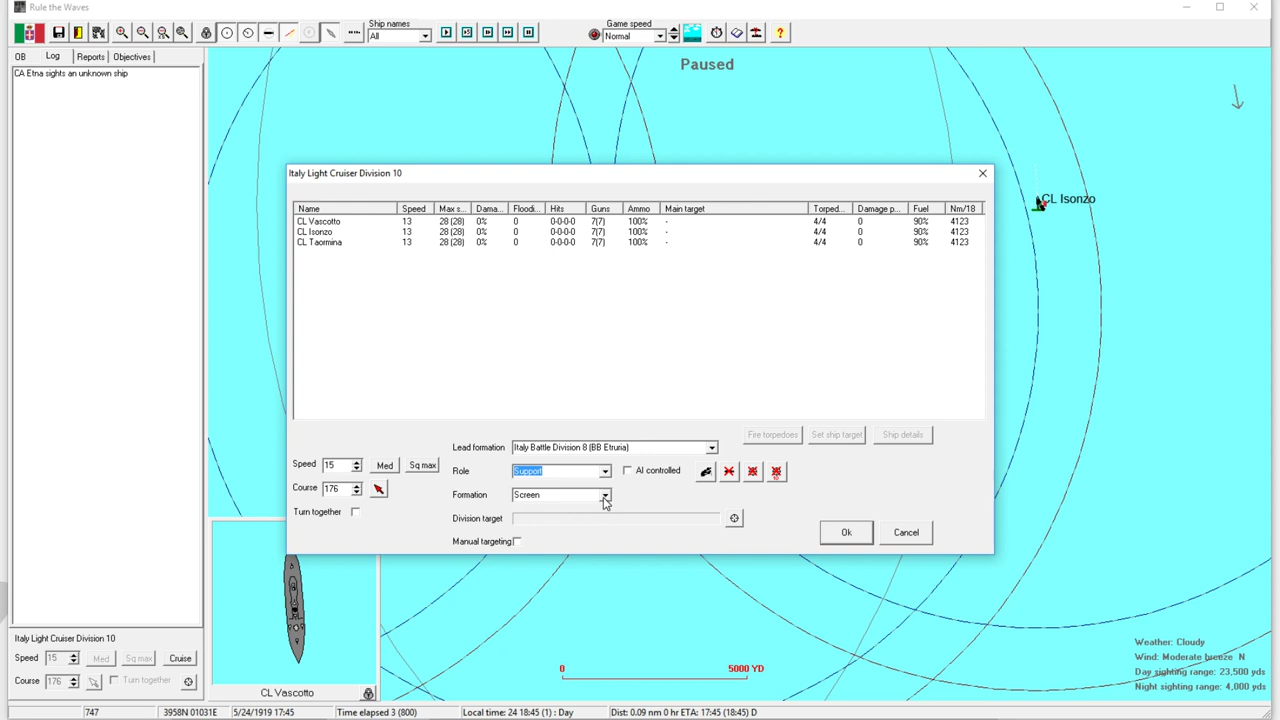 Rule the Waves
Ship names
All
Game speed
Normal
OB Log Reports Objectives
CA Etna sights an unknown ship
Paused
CL Isonzo
Italy Light Cruiser Division 10
Name Speed Max s... Dama... Floodi... Hits Guns Ammo Main target Torped... Damage p... Fuel Nm/18
CL Vascotto 13 28 (28) 0% 0 0-0-0-0 7(7) 100% - 4/4 0 90% 4123
CL Isonzo 13 28 (28) 0% 0 0-0-0-0 7(7) 100% - 4/4 0 90% 4123
CL Taormina 13 28 (28) 0% 0 0-0-0-0 7(7) 100% - 4/4 0 90% 4123
Lead formation Italy Battle Division 8 (BB Etruria) Fire torpedoes Set ship target Ship details
Speed 15 Med Sq max
Role Support AI controlled
Course 176
Formation Screen
Turn together
Division target
Ok Cancel
Manual targeting
Italy Light Cruiser Division 10
Speed 15 Med Sq max Cruise
Course 176 Turn together
CL Vascotto
0 5000 YD
Weather: Cloudy
Wind: Moderate breeze N
Day sighting range: 23,500 yds
Night sighting range: 4,000 yds
747 3958N 01031E 5/24/1919 17:45 Time elapsed 3 (800) Local time: 24 18:45 (1) : Day Dist: 0.09 nm 0 hr ETA: 17:45 (18:45) D